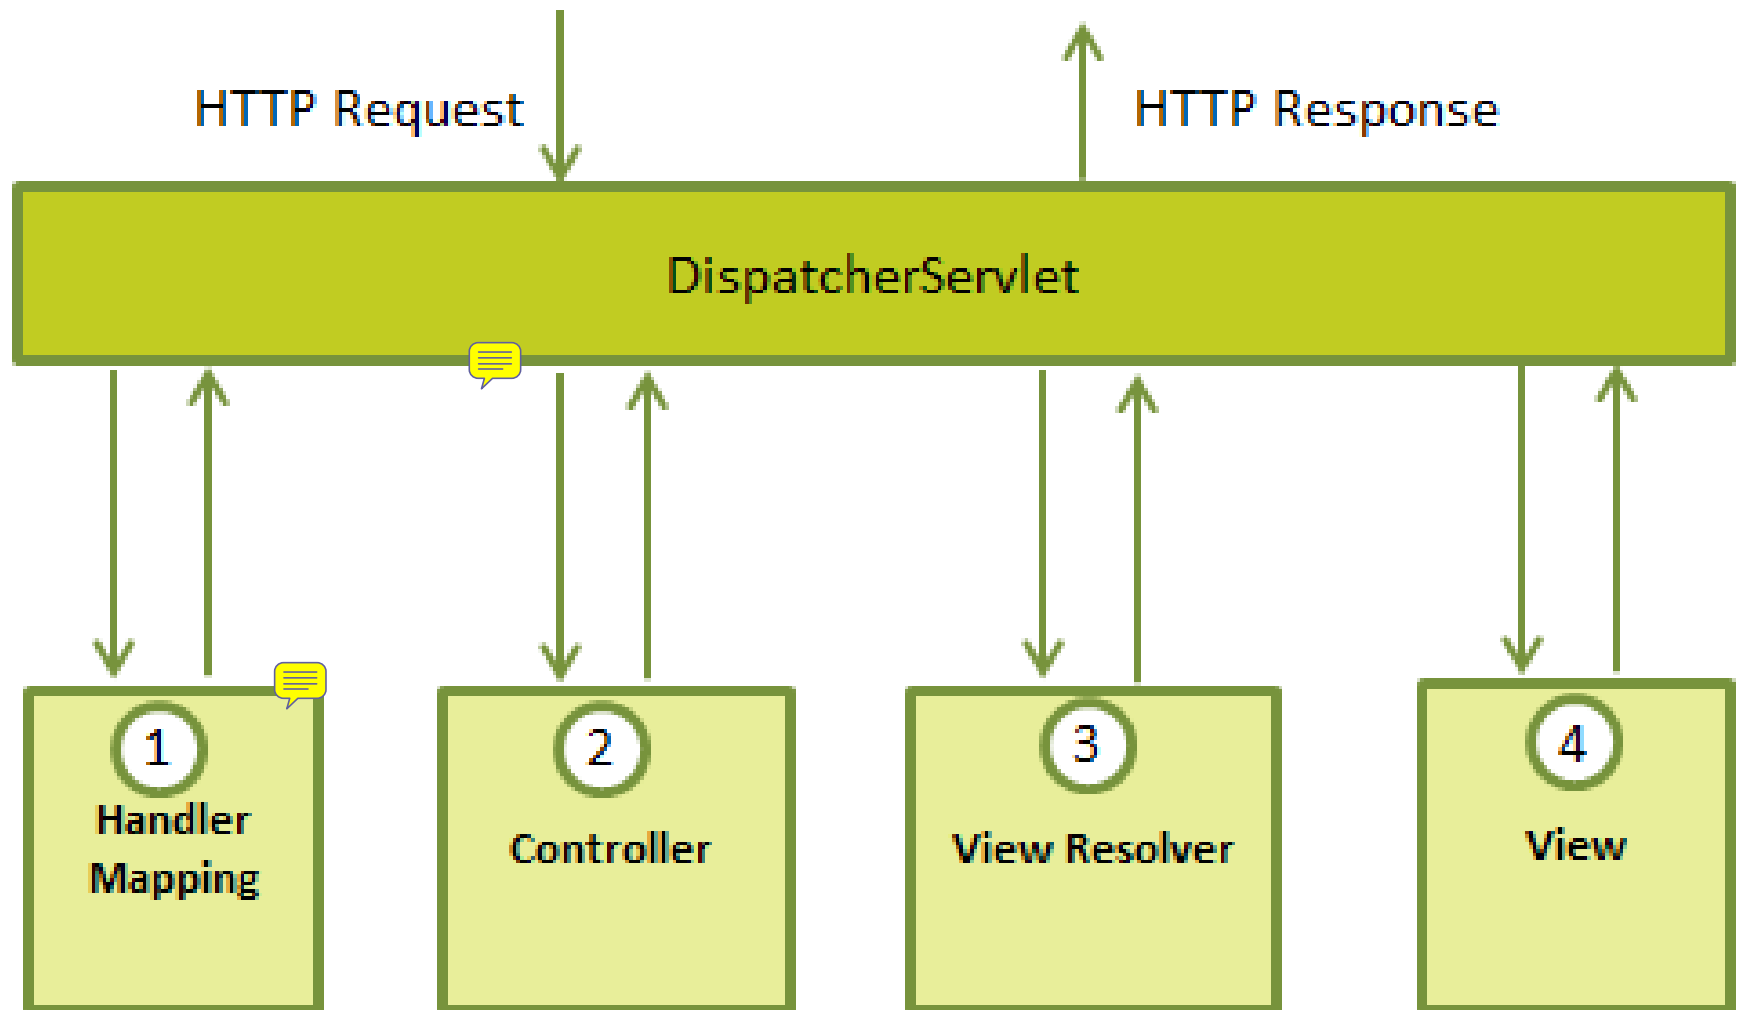 HTTP Request
HTTP Response
DispatcherServlet
1
Handler
Mapping
2
Controller
3
View Resolver
4
View